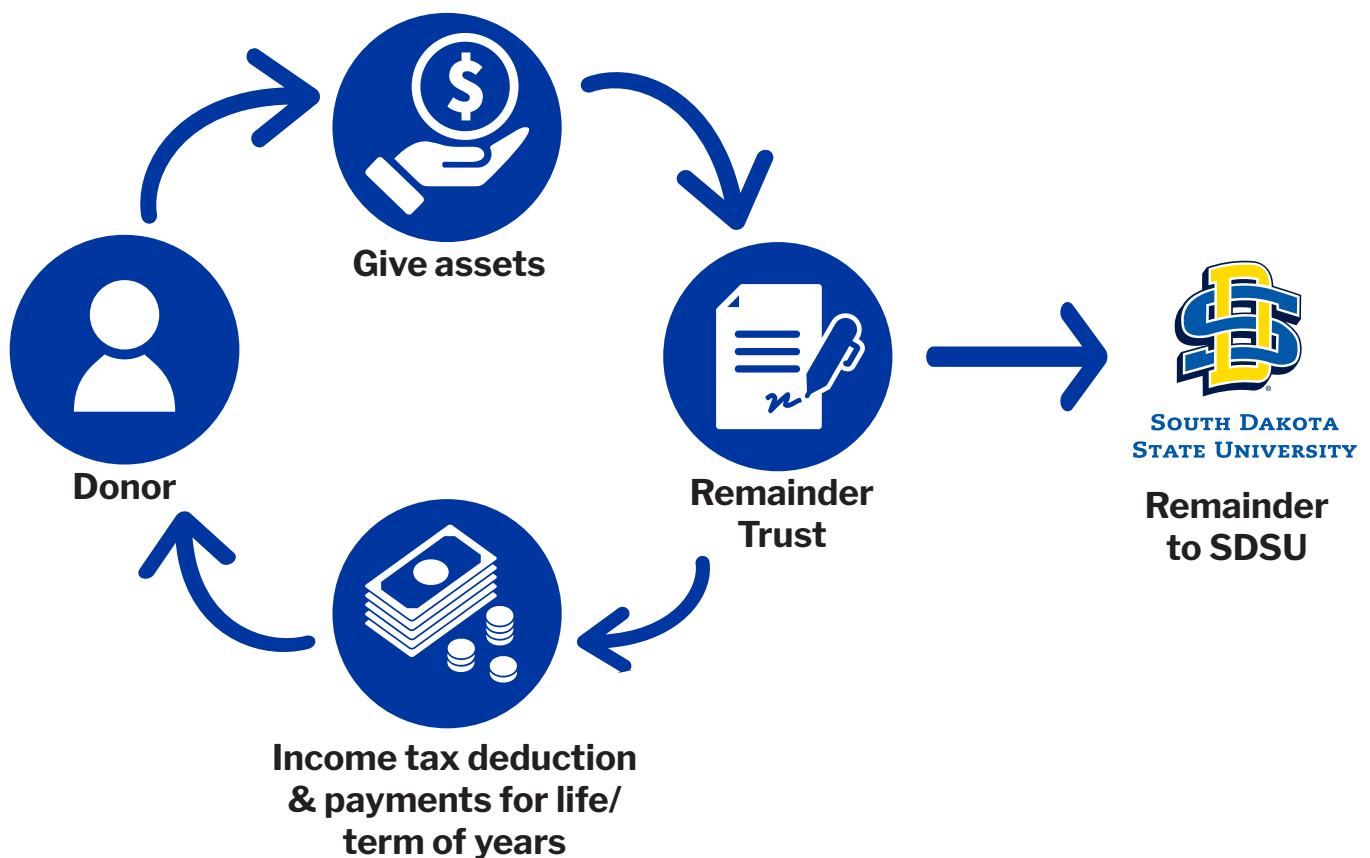 $
Give assets
Donor
Remainder
Trust
SD
SOUTH DAKOTA
STATE UNIVERSITY
®
Remainder
to SDSU
Income tax deduction
& payments for life/
term of years